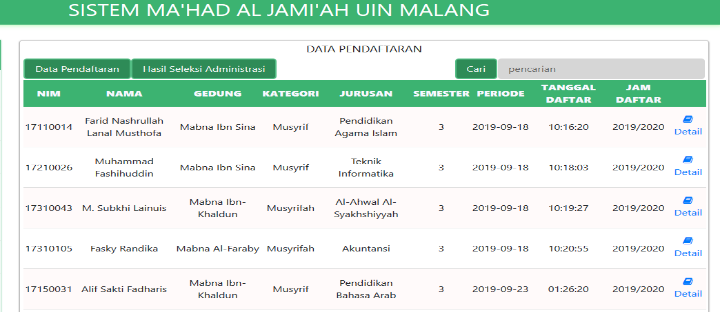 SISTEM MA'HAD AL JAMI'AH UIN MALANG
DATA PENDAFTARAN
Data Pendaftaran Hasil Seleksi Administrasi Cari pencarian
NIM NAMA GEDUNG KATEGORI JURUSAN SEMESTER PERIODE TANGGAL DAFTAR JAM DAFTAR
17110014 Farid Nashrullah Lanal Musthofa Mabna Ibn Sina Musyrif Pendidikan Agama Islam 3 2019-09-18 10:16:20 2019/2020 Detail
17210026 Muhammad Fashihuddin Mabna Ibn Sina Musyrif Teknik Informatika 3 2019-09-18 10:18:03 2019/2020 Detail
17310043 M. Subkhi Lainuis Mabna Ibn-Khaldun Musyrifah Al-Ahwal Al-Syakhshiyyah 3 2019-09-18 10:19:27 2019/2020 Detail
17310105 Fasky Randika Mabna Al-Faraby Musyrifah Akuntansi 3 2019-09-18 10:20:55 2019/2020 Detail
17150031 Alif Sakti Fadharis Mabna Ibn-Khaldun Musyrif Pendidikan Bahasa Arab 3 2019-09-23 01:26:20 2019/2020 Detail